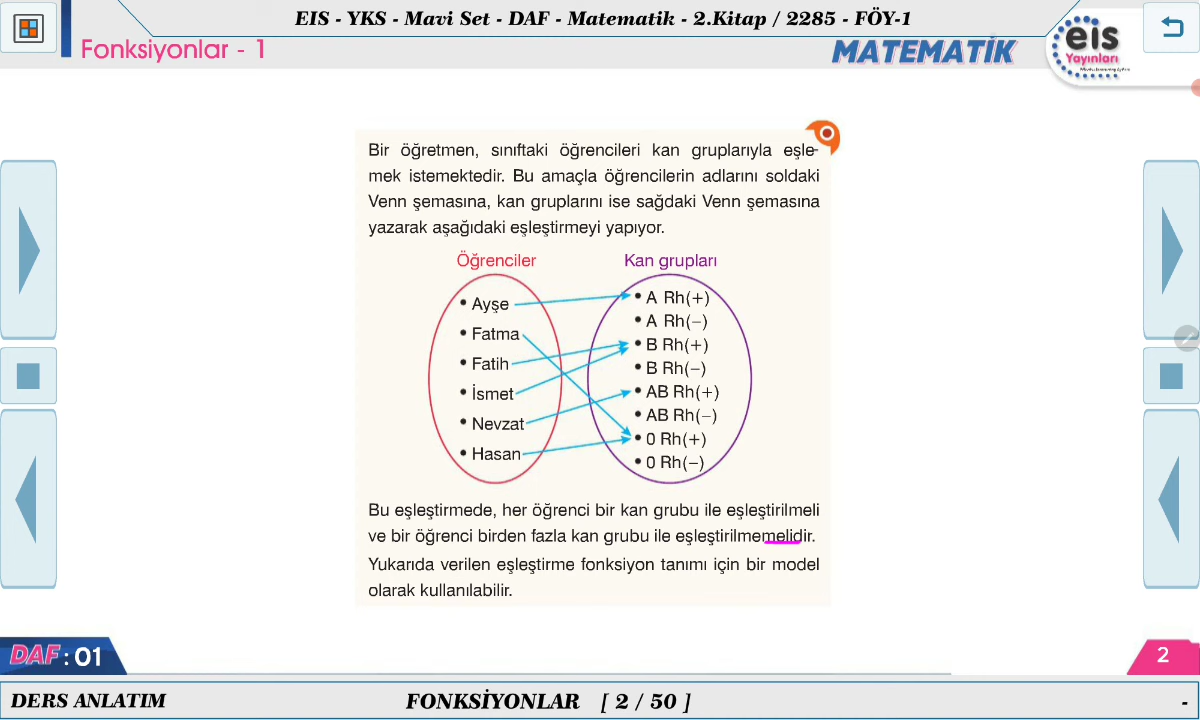 EIS - YKS - Mavi Set - DAF - Matematik - 2.Kitap / 2285 - FÖY-1
Fonksiyonlar - 1
MATEMATİK
eis
Yayınları
Bir öğretmen, sınıftaki öğrencileri kan gruplarıyla eşle-
mek istemektedir. Bu amaçla öğrencilerin adlarını soldaki
Venn şemasına, kan gruplarını ise sağdaki Venn şemasına
yazarak aşağıdaki eşleştirmeyi yapıyor.
Öğrenciler
• Ayşe
• Fatma
• Fatih
• İsmet
• Nevzat
• Hasan
Kan grupları
• A Rh(+)
• A Rh(–)
• B Rh(+)
• B Rh(–)
• AB Rh(+)
• AB Rh(–)
• 0 Rh(+)
• 0 Rh(–)
Bu eşleştirmede, her öğrenci bir kan grubu ile eşleştirilmeli
ve bir öğrenci birden fazla kan grubu ile eşleştirilmemelidir.
Yukarıda verilen eşleştirme fonksiyon tanımı için bir model
olarak kullanılabilir.
DAF : 01
2
DERS ANLATIM
FONKSİYONLAR [ 2 / 50 ]
-